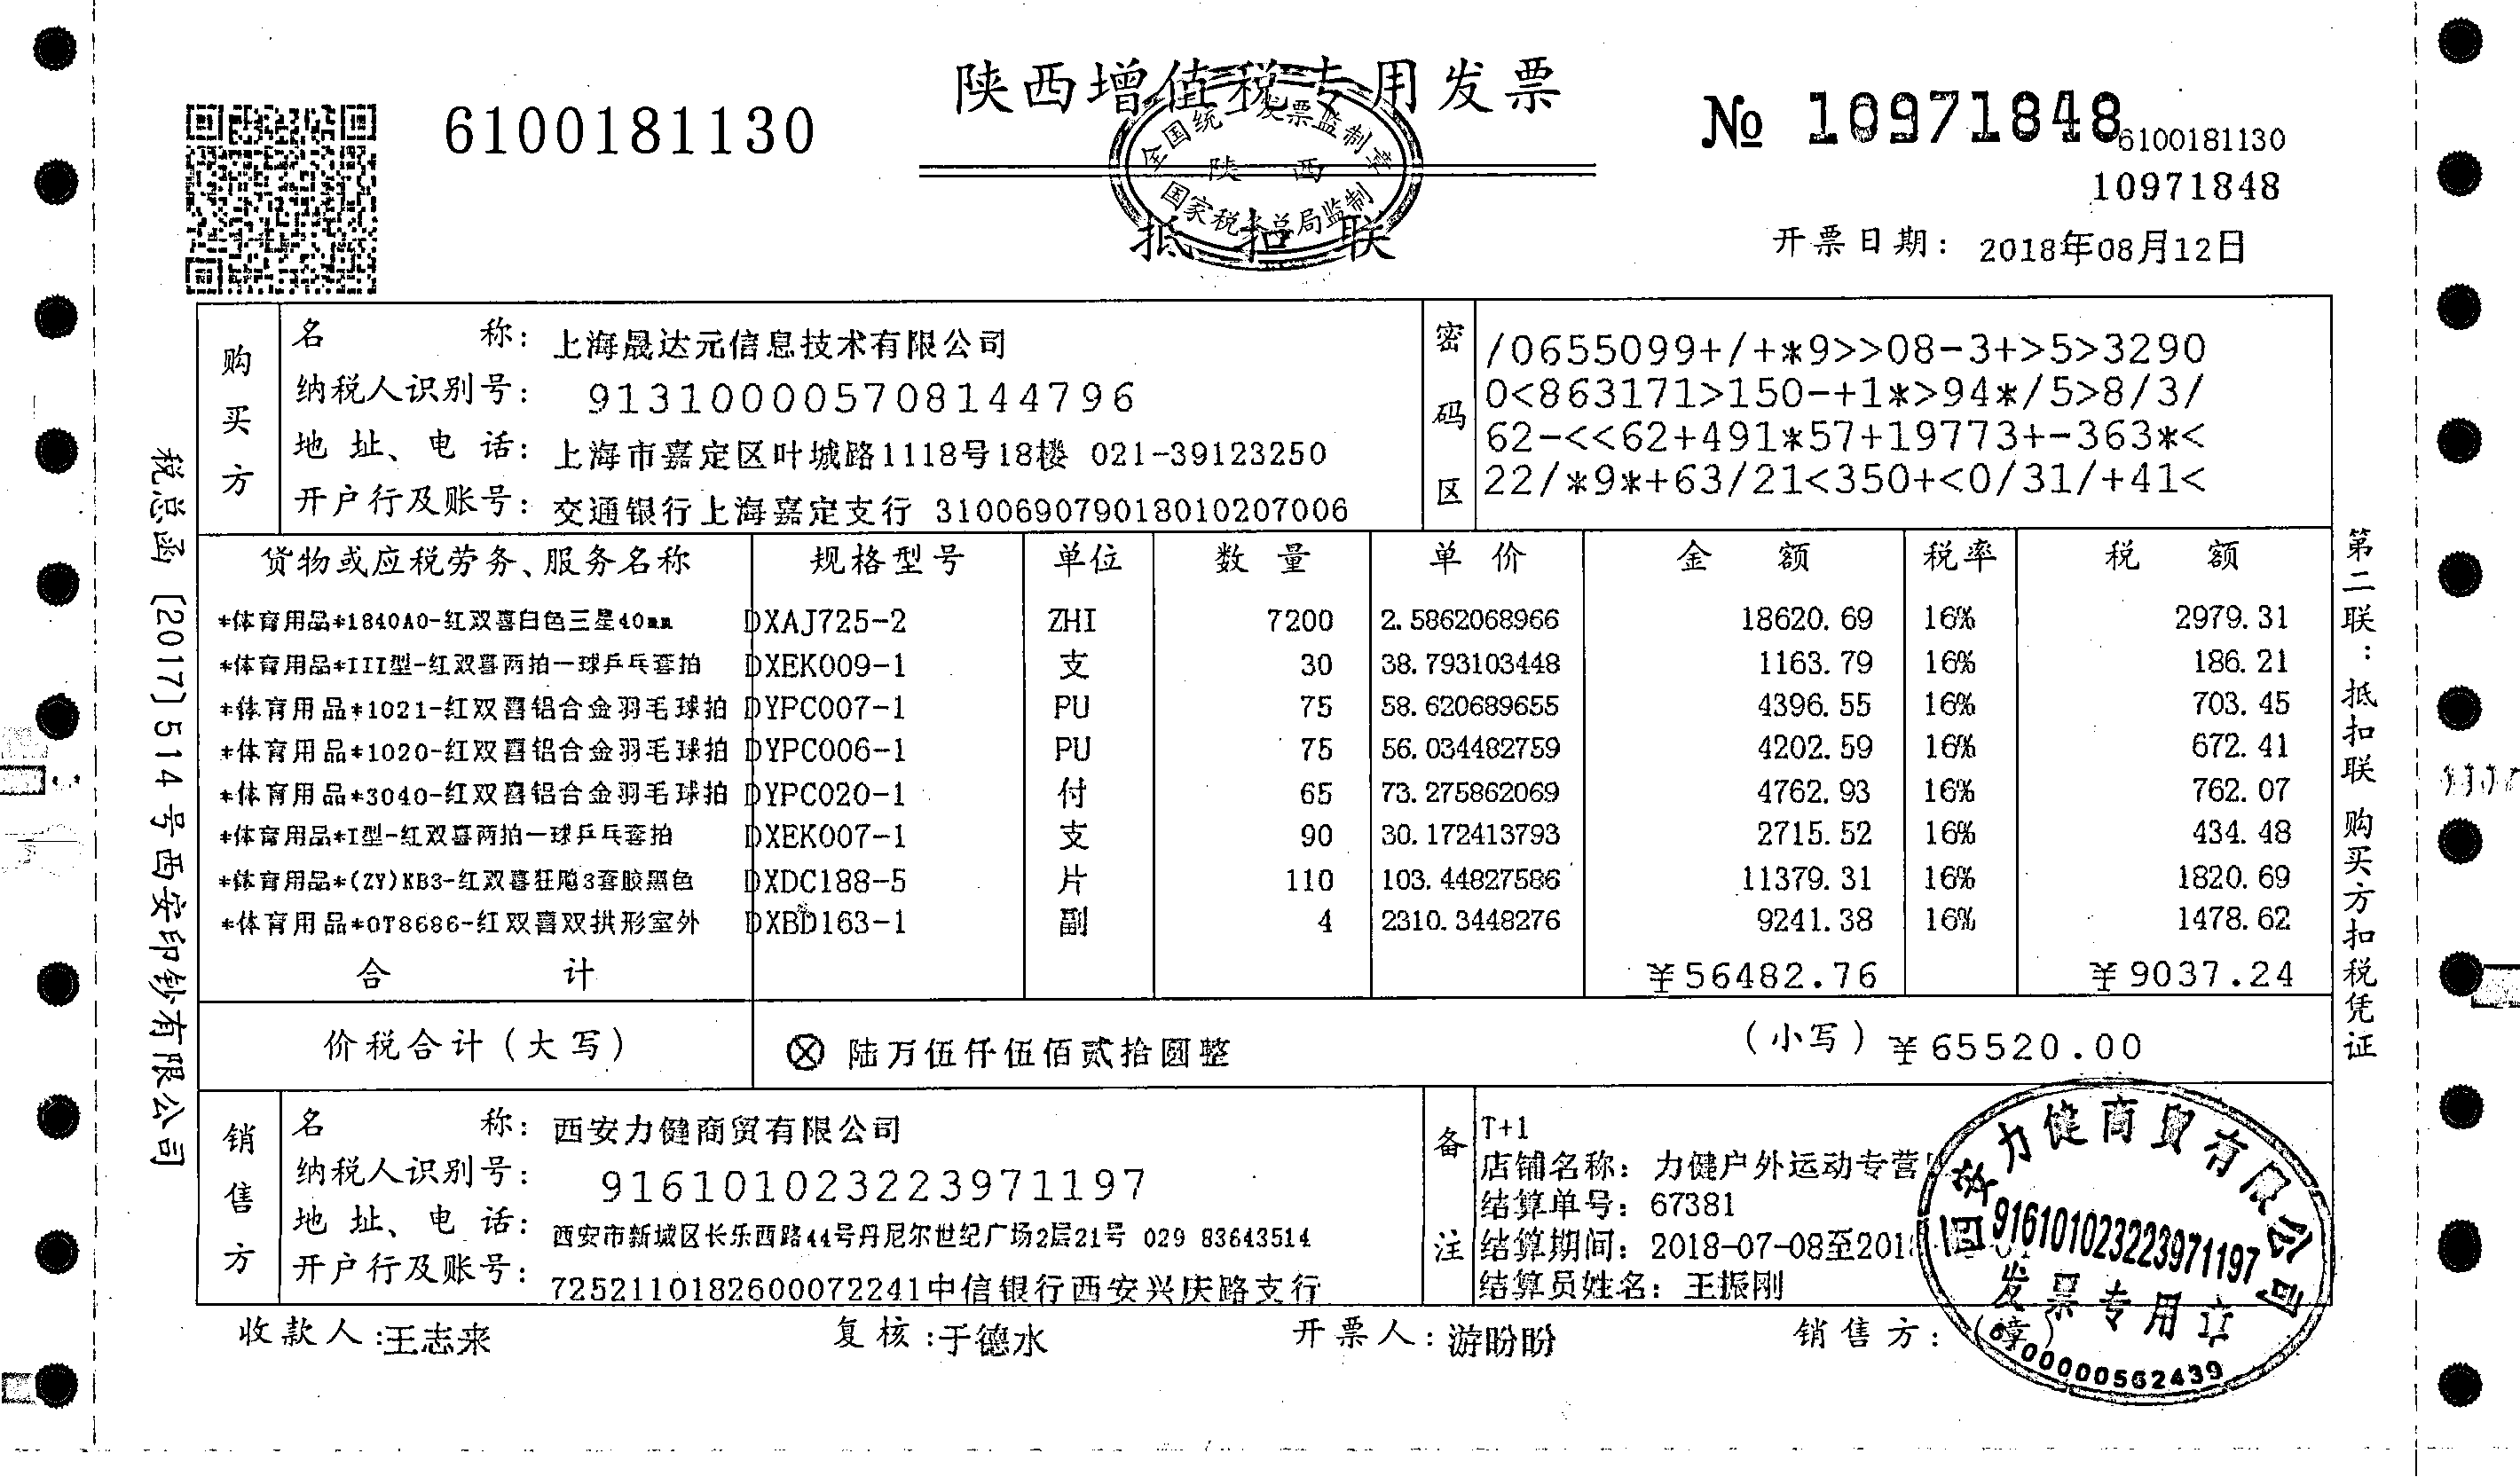 陕西增值税专用发票
6100181130
№ 10971848
6100181130
10971848
全国统一发票监制章
陕西
国家税务总局监制
抵扣联
开票日期: 2018年08月12日
购买方
名称: 上海晟达元信息技术有限公司
纳税人识别号: 913100005708144796
地址、电话: 上海市嘉定区叶城路1118号18楼 021-39123250
开户行及账号: 交通银行上海嘉定支行 310069079018010207006
密码区
/0655099+/+*9>>08-3+>5>3290
0<863171>150-+1*>94*/5>8/3/
62-<<62+491*57+19773+-363*<
22/*9*+63/21<350+<0/31/+41<
货物或应税劳务、服务名称 规格型号 单位 数量 单价 金额 税率 税额
*体育用品*1840A0-红双喜白色三星40mm DXAJ725-2 ZHI 7200 2.5862068966 18620.69 16% 2979.31
*体育用品*III型-红双喜两拍一球乒乓套拍 DXEK009-1 支 30 38.793103448 1163.79 16% 186.21
*体育用品*1021-红双喜铝合金羽毛球拍 DYPC007-1 PU 75 58.620689655 4396.55 16% 703.45
*体育用品*1020-红双喜铝合金羽毛球拍 DYPC006-1 PU 75 56.034482759 4202.59 16% 672.41
*体育用品*3040-红双喜铝合金羽毛球拍 DYPC020-1 付 65 73.275862069 4762.93 16% 762.07
*体育用品*I型-红双喜两拍一球乒乓套拍 DXEK007-1 支 90 30.172413793 2715.52 16% 434.48
*体育用品*(ZY)KB3-红双喜狂飚3套胶黑色 DXDC188-5 片 110 103.44827586 11379.31 16% 1820.69
*体育用品*OT8686-红双喜双拱形室外 DXBD163-1 副 4 2310.3448276 9241.38 16% 1478.62
合计 ¥56482.76 ¥9037.24
价税合计(大写) ⊗ 陆万伍仟伍佰贰拾圆整 (小写) ¥65520.00
销售方
名称: 西安力健商贸有限公司
纳税人识别号: 916101023223971197
地址、电话: 西安市新城区长乐西路44号丹尼尔世纪广场2层21号 029 83643514
开户行及账号: 7252110182600072241中信银行西安兴庆路支行
备注
T+1
店铺名称: 力健户外运动专营
结算单号: 67381
结算期间: 2018-07-08至201
结算员姓名: 王振刚
收款人:王志来 复核:于德水 开票人:游盼盼 销售方:(章)
西安力健商贸有限公司
916101023223971197
发票专用章
税总函〔2017〕514号西安印钞有限公司
第二联:抵扣联 购买方扣税凭证